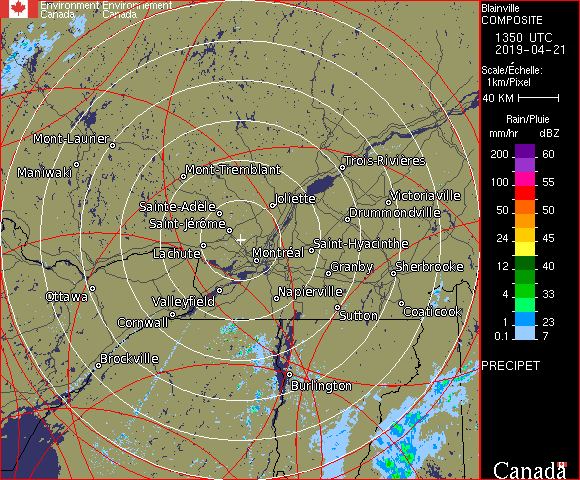 Environment Environnement
Canada Canada
Blainville
COMPOSITE
1350 UTC
2019-04-21
Scale/Échelle:
1km/Pixel
40 KM
Rain/Pluie
mm/hr dBZ
200 60
150 57
100 55
50 50
24 45
12 40
4 33
1 23
0.1 7
PRECIPET
Canada
Mont-Laurier
Maniwaki
Mont-Tremblant
Trois-Rivières
Sainte-Adèle
Joliette
Victoriaville
Drummondville
Saint-Jérôme
Saint-Hyacinthe
Lachute
Montréal
Granby
Sherbrooke
Ottawa
Valleyfield
Napierville
Cornwall
Sutton
Coaticook
Brockville
Burlington